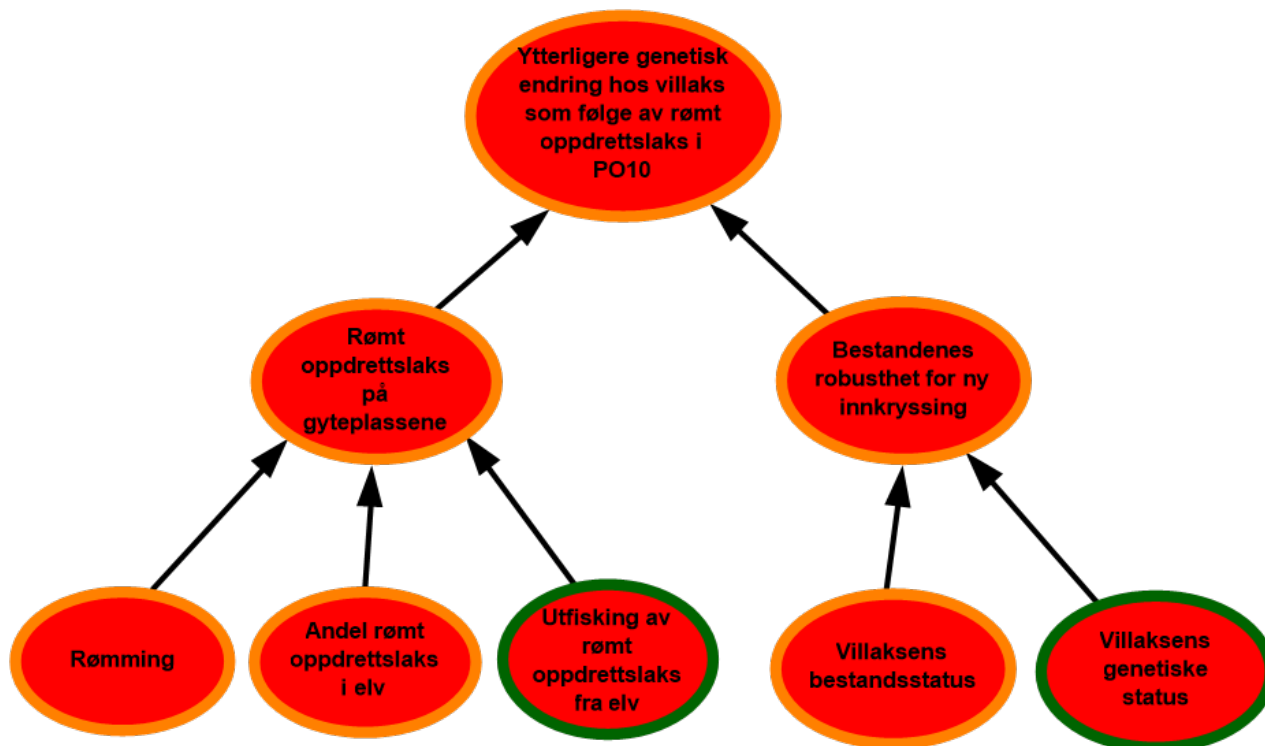 Ytterligere genetisk
endring hos villaks
som følge av rømt
oppdrettslaks i
PO10
Rømt
oppdrettslaks
på
gyteplassene
Bestandenes
robusthet for ny
innkryssing
Rømming
Andel rømt
oppdrettslaks
i elv
Utfisking av
rømt
oppdrettslaks
fra elv
Villaksens
bestandsstatus
Villaksens
genetiske
status